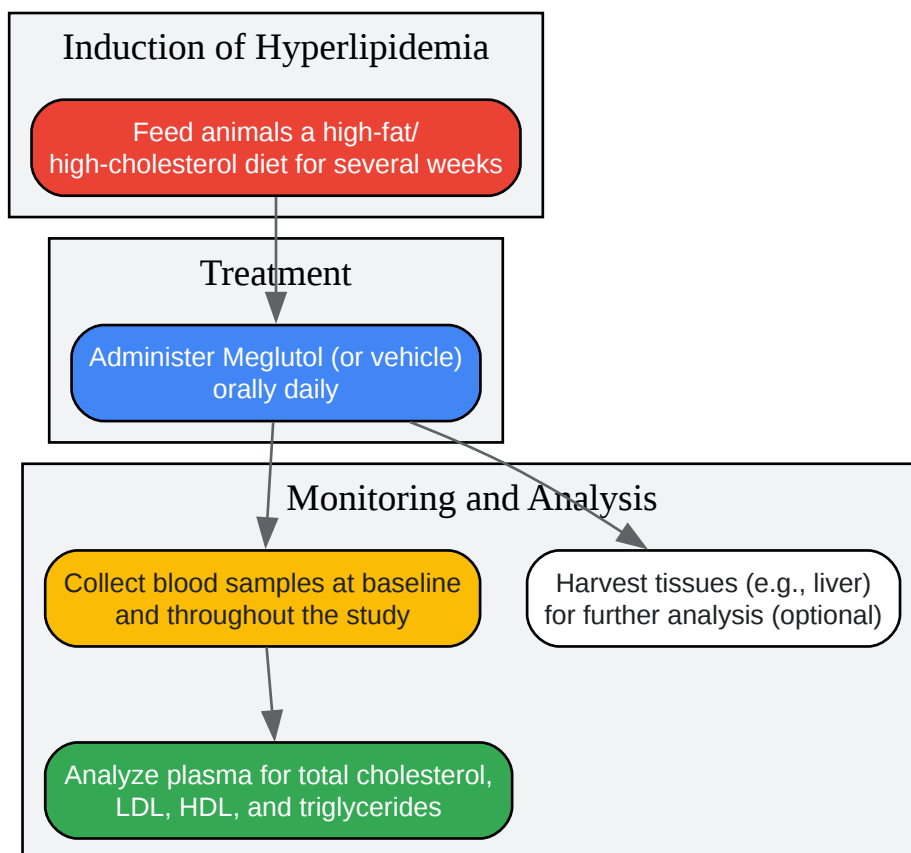 Induction of Hyperlipidemia
Feed animals a high-fat/
high-cholesterol diet for several weeks
Treatment
Administer Meglutol (or vehicle)
orally daily
Monitoring and Analysis
Collect blood samples at baseline
and throughout the study
Harvest tissues (e.g., liver)
for further analysis (optional)
Analyze plasma for total cholesterol,
LDL, HDL, and triglycerides